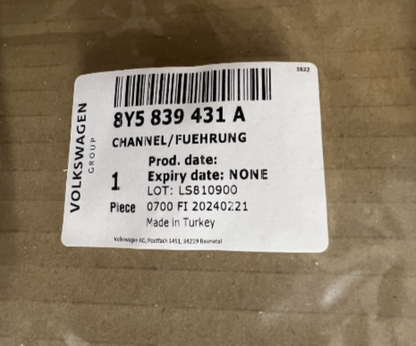 3822
8Y5 839 431 A
CHANNEL/FUEHRUNG
VOLKSWAGEN
GROUP
Prod. date:
Expiry date: NONE
1
LOT: LS810900
Piece 0700 FI 20240221
Made in Turkey
Volkswagen AG, Postfach 1451, 34219 Baunatal